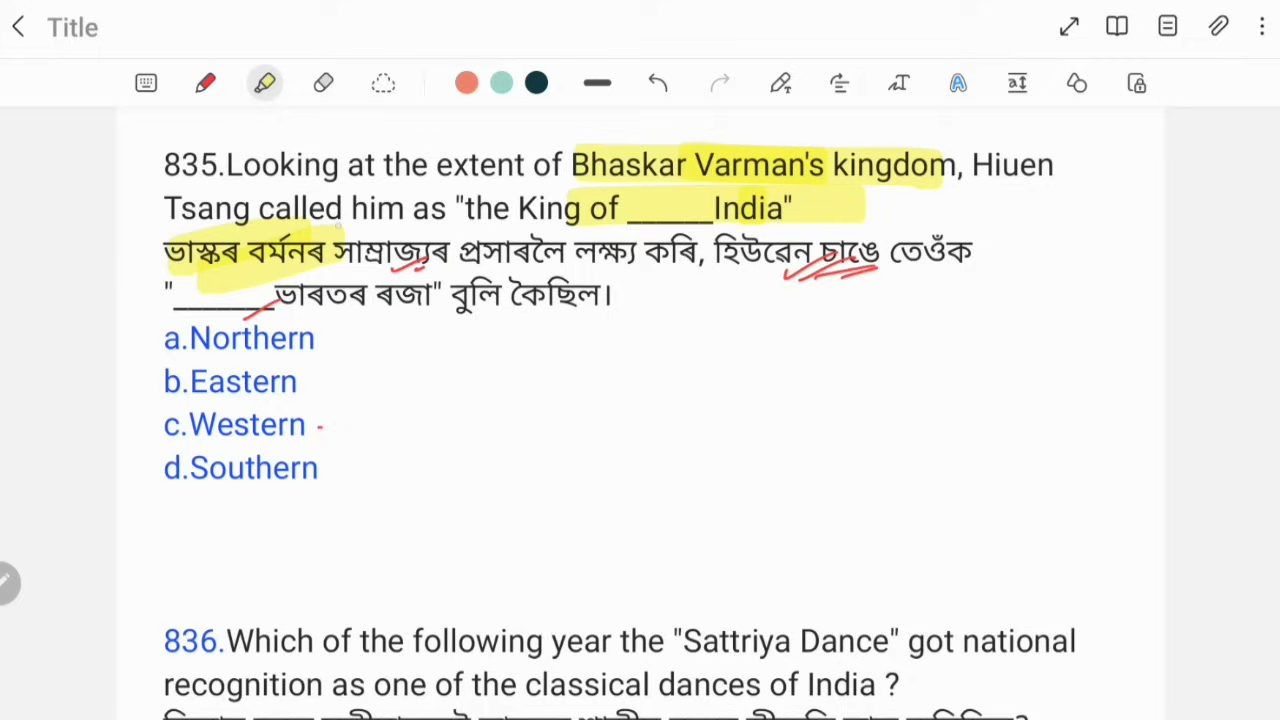 Title
835.Looking at the extent of Bhaskar Varman's kingdom, Hiuen
Tsang called him as "the King of ______India"
ভাস্কৰ বৰ্মনৰ সাম্ৰাজ্যৰ প্ৰসাৰলৈ লক্ষ্য কৰি, হিউৱেন চাঙে তেওঁক
"_______ভাৰতৰ ৰজা" বুলি কৈছিল।
a.Northern
b.Eastern
c.Western
d.Southern
836.Which of the following year the "Sattriya Dance" got national
recognition as one of the classical dances of India ?